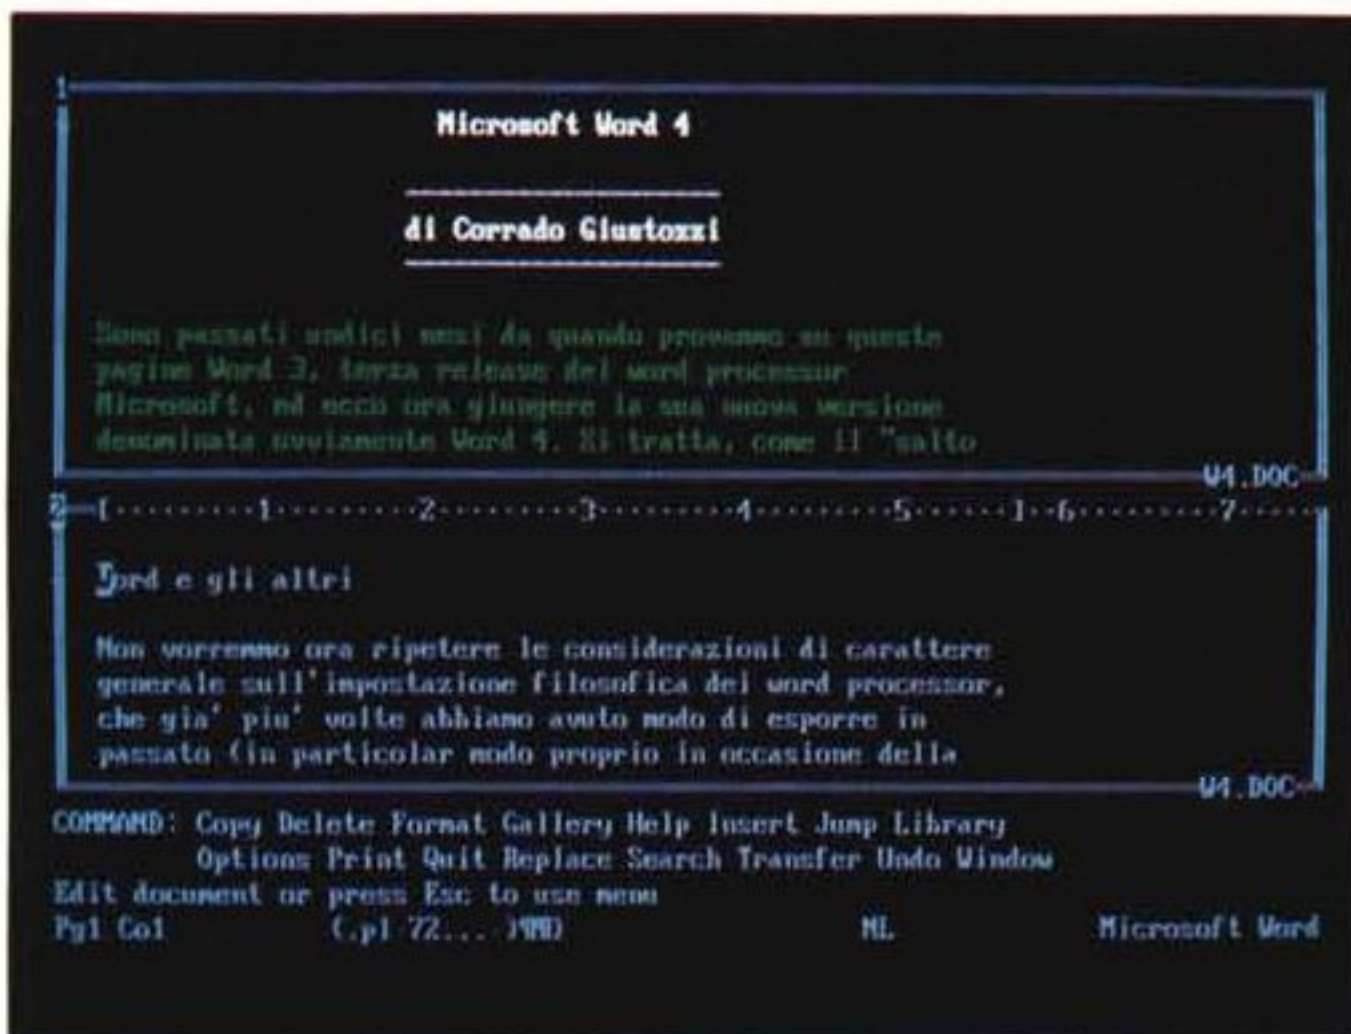 1
Microsoft Word 4
di Corrado Giustozzi
Sono passati undici mesi da quando provammo su queste
pagine Word 3, terza release del word processor
Microsoft, ed ecco ora giungere la sua nuova versione
denominata ovviamente Word 4. Si tratta, come il "salto
W4.DOC
2 [.........1.........2.........3.........4.........5......]..6.........7.....
Word e gli altri
Non vorremmo ora ripetere le considerazioni di carattere
generale sull'impostazione filosofica dei word processor,
che gia' piu' volte abbiamo avuto modo di esporre in
passato (in particolar modo proprio in occasione della
W4.DOC
COMMAND: Copy Delete Format Gallery Help Insert Jump Library
Options Print Quit Replace Search Transfer Undo Window
Edit document or press Esc to use menu
Pg1 Co1 (.pl 72... ) NL Microsoft Word